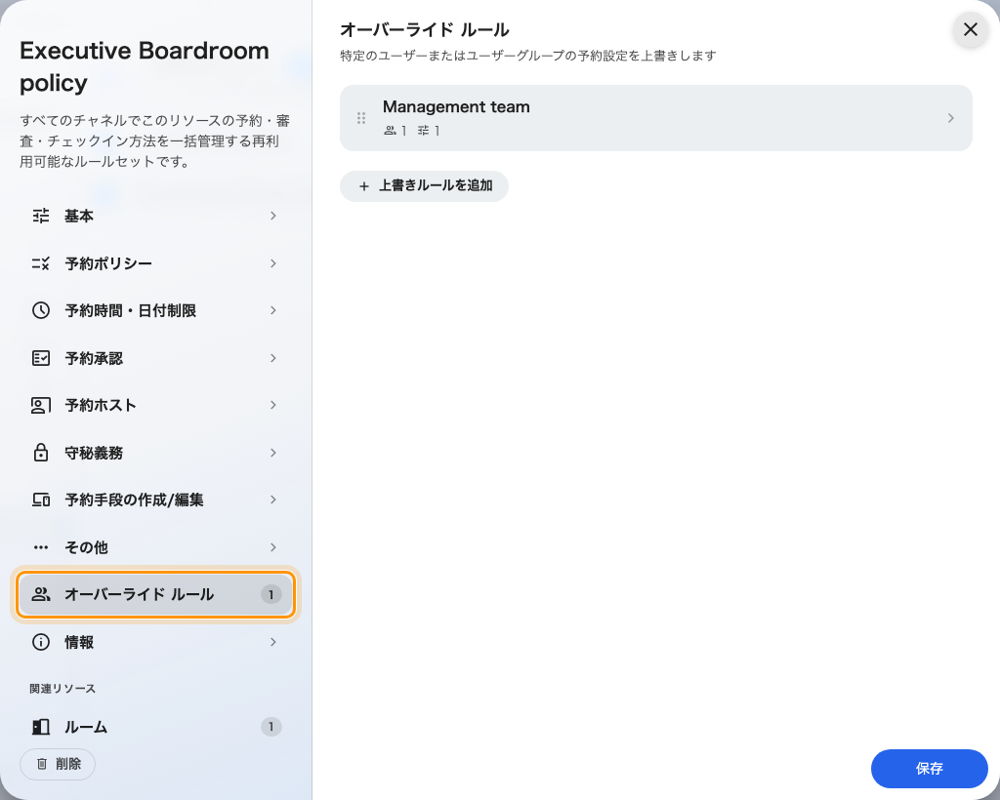 Executive Boardroom
policy
すべてのチャネルでこのリソースの予約・審
査・チェックイン方法を一括管理する再利
用可能なルールセットです。
基本
予約ポリシー
予約時間・日付制限
予約承認
予約ホスト
守秘義務
予約手段の作成/編集
その他
オーバーライド ルール 1
情報
関連リソース
ルーム 1
削除
オーバーライド ルール
特定のユーザーまたはユーザーグループの予約設定を上書きします
Management team
1 1
+ 上書きルールを追加
保存